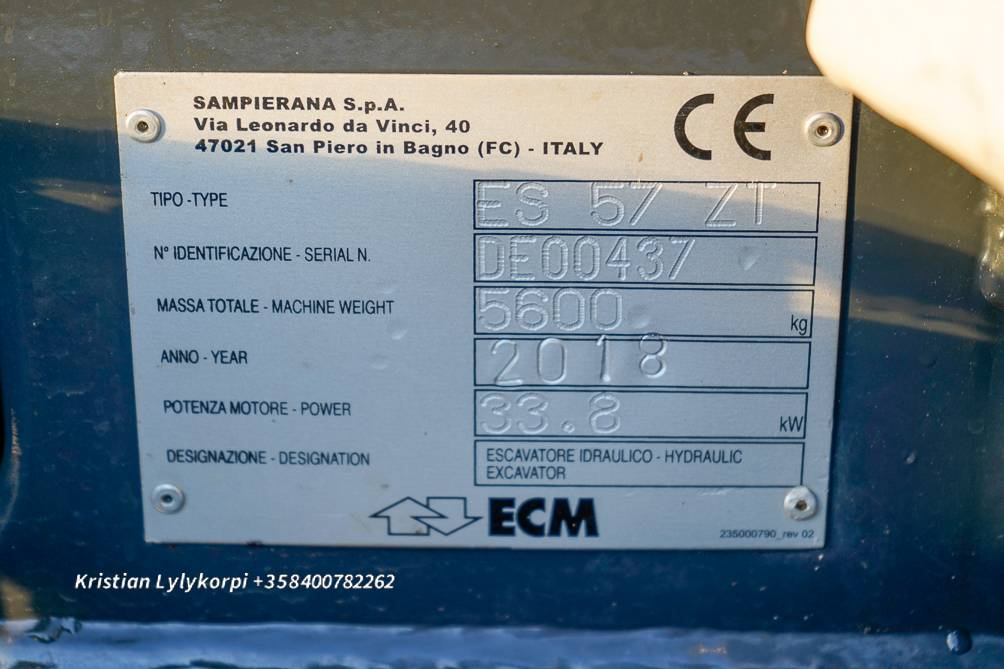 SAMPIERANA S.p.A.
Via Leonardo da Vinci, 40
47021 San Piero in Bagno (FC) - ITALY
CE
TIPO -TYPE ES 57 ZT
N° IDENTIFICAZIONE - SERIAL N. DE00437
MASSA TOTALE - MACHINE WEIGHT 5600 kg
ANNO - YEAR 2018
POTENZA MOTORE - POWER 33.8 kW
DESIGNAZIONE - DESIGNATION ESCAVATORE IDRAULICO - HYDRAULIC
EXCAVATOR
ECM
235000790_rev 02
Kristian Lylykorpi +358400782262